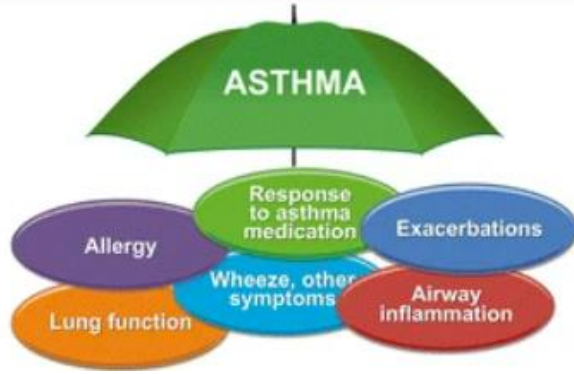 ASTHMA
Response
to asthma
medication
Allergy
Exacerbations
Wheeze, other
symptoms
Lung function
Airway
inflammation